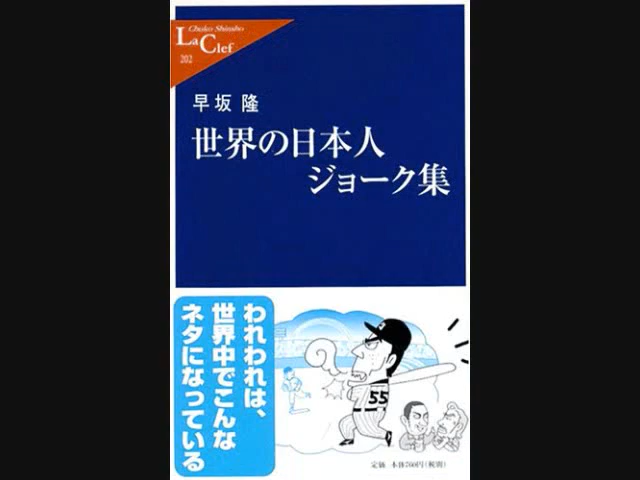 Chuko Shinsho
La Clef
202
早坂 隆
世界の日本人
ジョーク集
われわれは、
世界中でこんな
ネタになっている
55
定価 本体760円(税別)